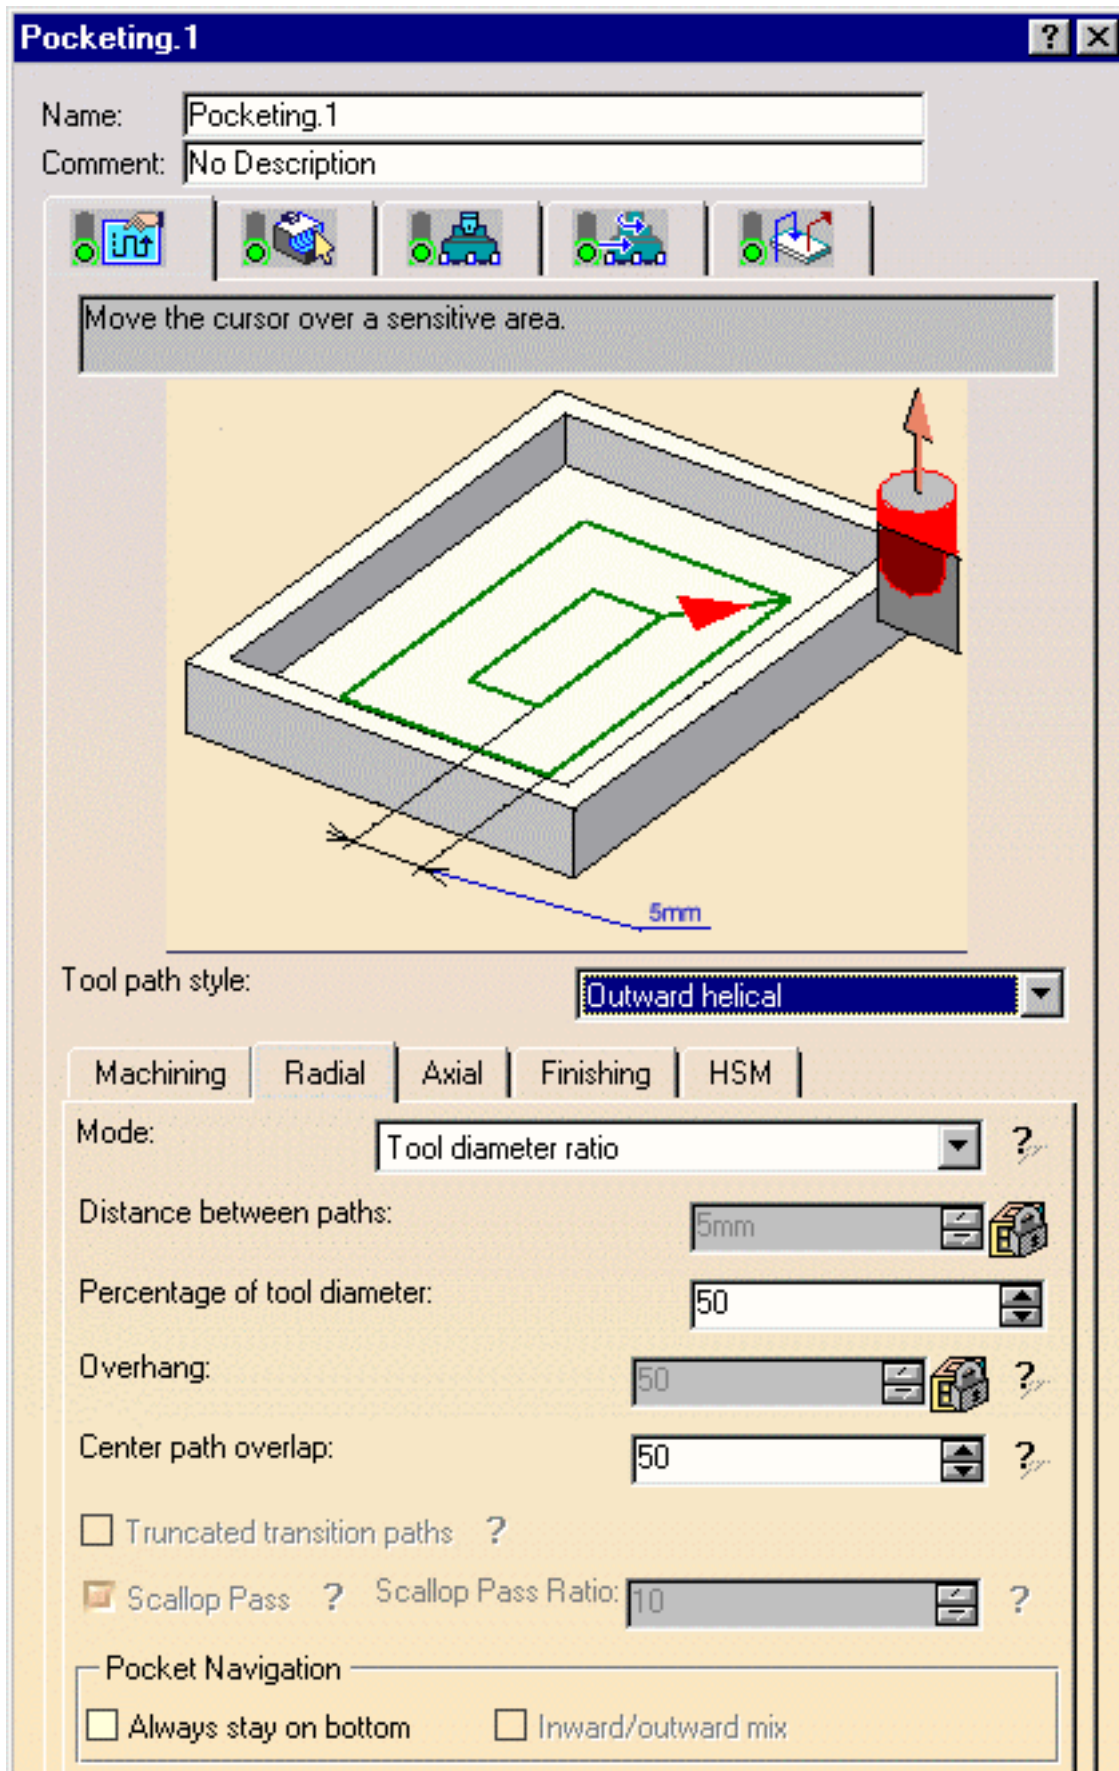 Pocketing.1
Name: Pocketing.1
Comment: No Description
Move the cursor over a sensitive area.
5mm
Tool path style: Outward helical
Machining Radial Axial Finishing HSM
Mode: Tool diameter ratio ?
Distance between paths: 5mm
Percentage of tool diameter: 50
Overhang: 50 ?
Center path overlap: 50 ?
Truncated transition paths ?
Scallop Pass ? Scallop Pass Ratio: 10 ?
Pocket Navigation
Always stay on bottom Inward/outward mix